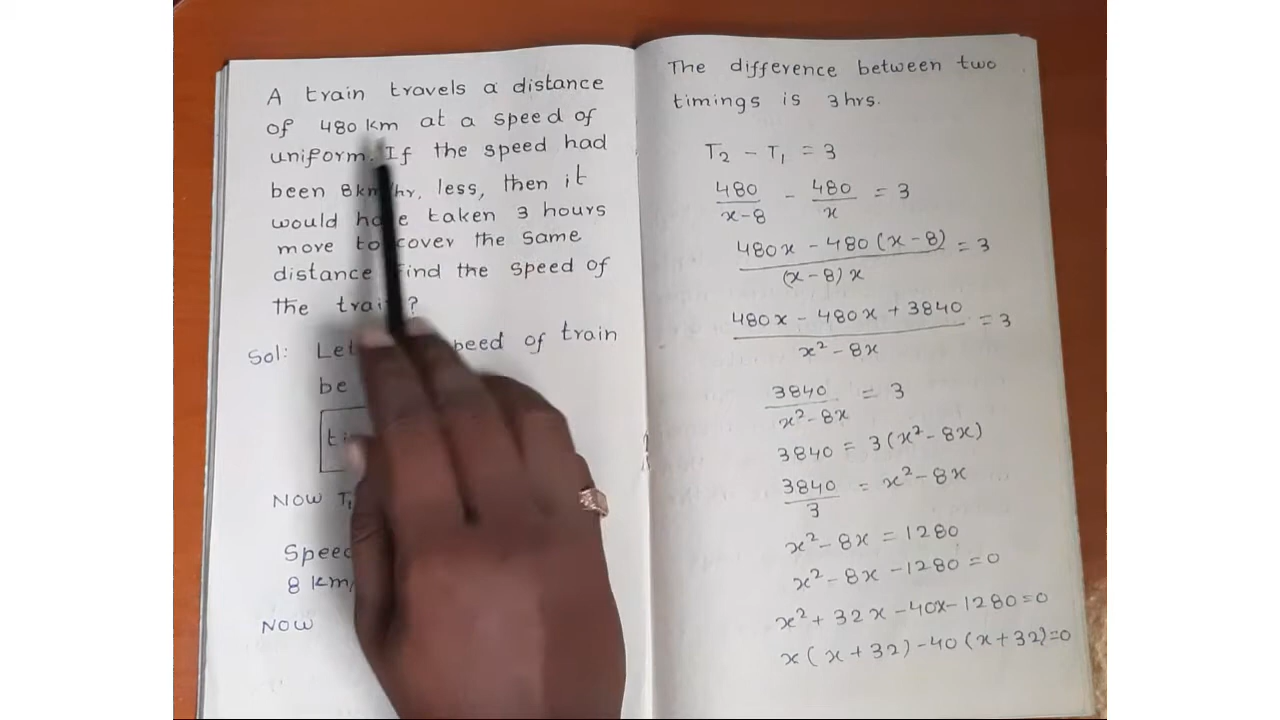 A train travels a distance
of 480 km at a speed of
uniform. If the speed had
been 8km/hr, less, then it
would have taken 3 hours
more to cover the same
distance. Find the speed of
the train?
Sol: Let speed of train
be
Now T₁
Speed
8 km/
Now
The difference between two
timings is 3 hrs.
T₂ - T₁ = 3
480/(x-8) - 480/x = 3
(480x - 480(x-8))/((x-8)x) = 3
(480x - 480x + 3840)/(x² - 8x) = 3
3840/(x² - 8x) = 3
3840 = 3(x² - 8x)
3840/3 = x² - 8x
x² - 8x = 1280
x² - 8x - 1280 = 0
x² + 32x - 40x - 1280 = 0
x(x+32) - 40(x+32) = 0